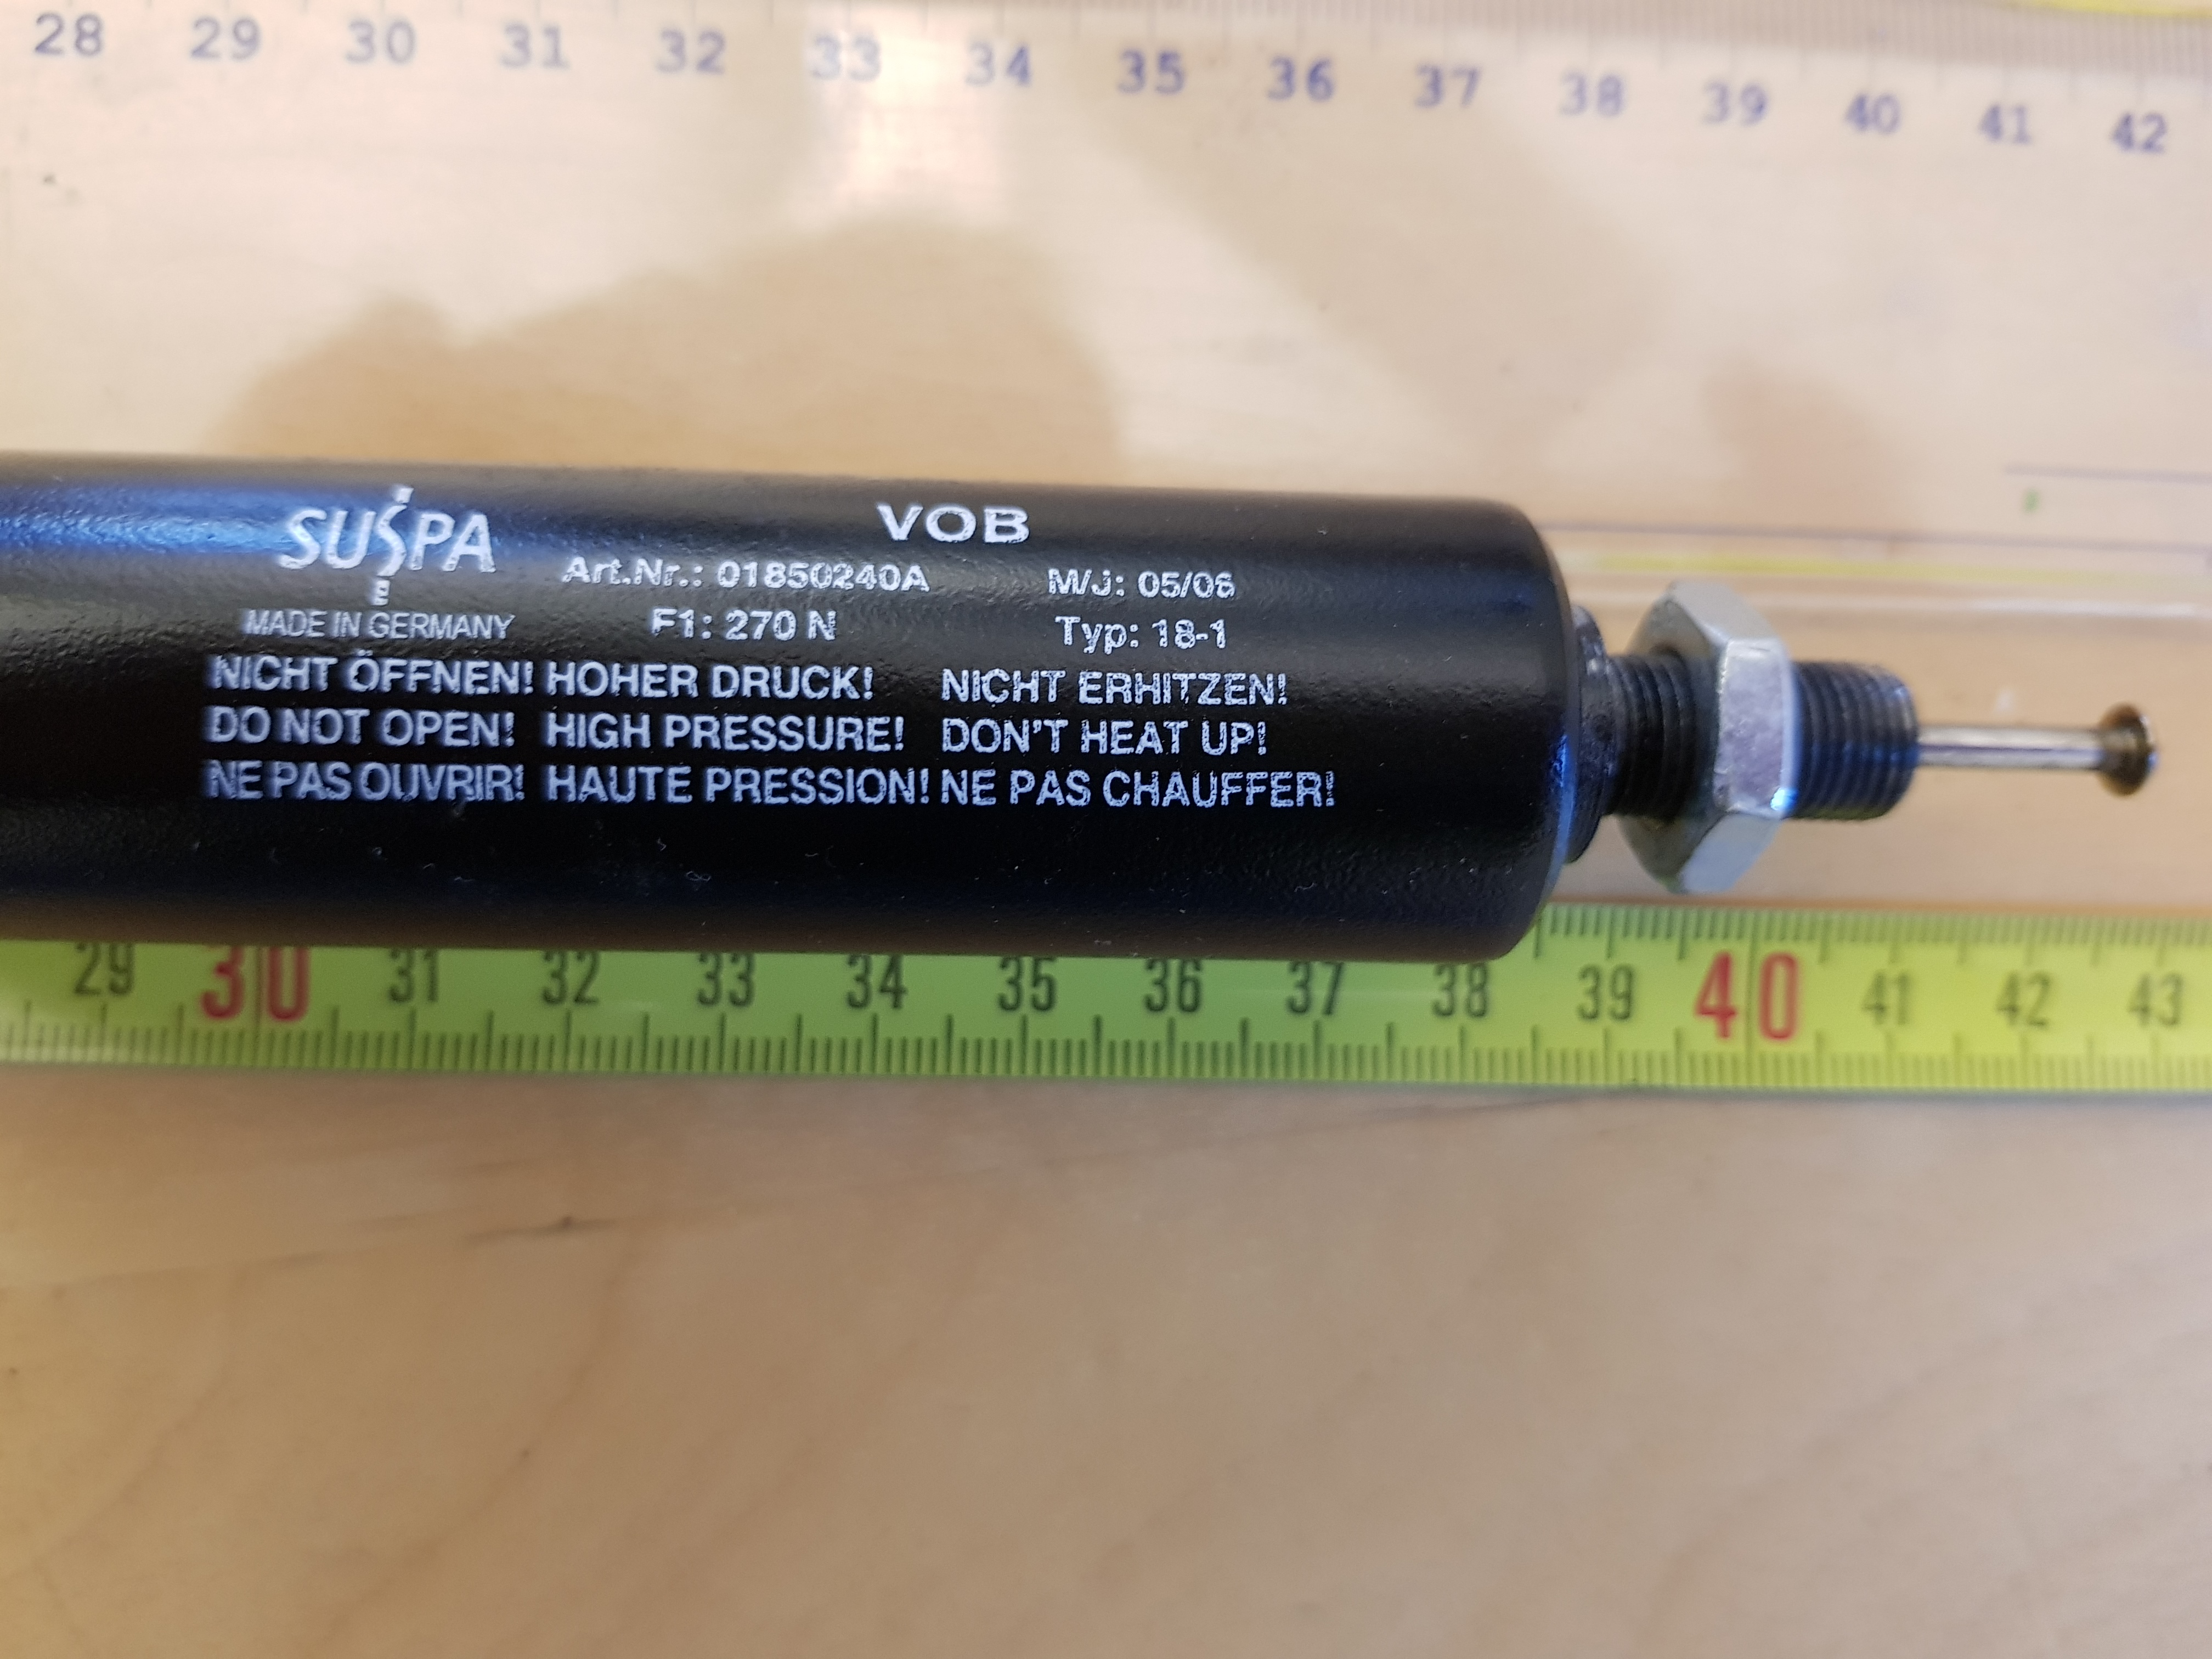 28 29 30 31 32 33 34 35 36 37 38 39 40 41 42
SUSPA
VOB
Art.Nr.: 01850240A M/J: 05/06
MADE IN GERMANY F1: 270 N Typ: 18-1
NICHT ÖFFNEN! HOHER DRUCK! NICHT ERHITZEN!
DO NOT OPEN! HIGH PRESSURE! DON'T HEAT UP!
NE PAS OUVRIR! HAUTE PRESSION! NE PAS CHAUFFER!
29 30 31 32 33 34 35 36 37 38 39 40 41 42 43